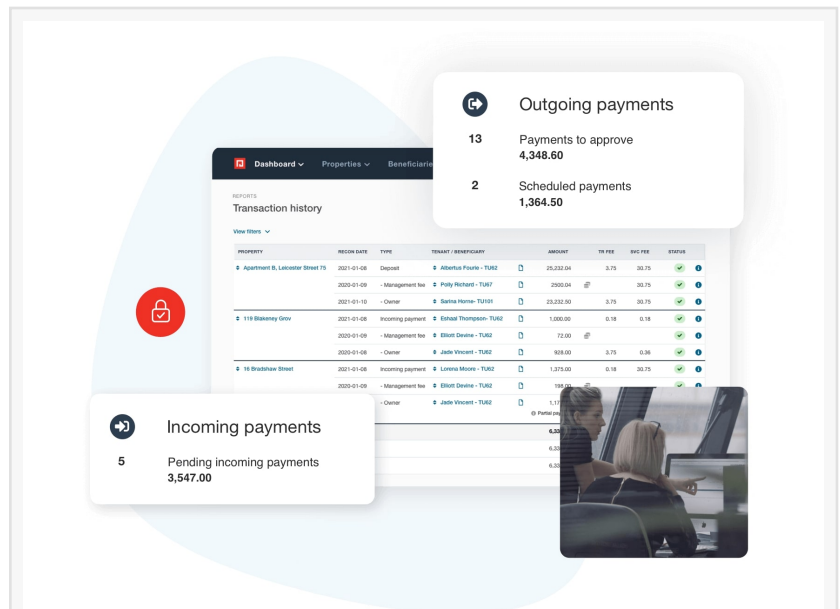 Outgoing payments
13 Payments to approve
4,348.60
2 Scheduled payments
1,364.50
Dashboard Properties
REPORTS
Transaction history
View filters
PROPERTY RECON DATE TYPE TENANT / BENEFICIARY AMOUNT TR FEE SVC FEE STATUS
Apartment B, Leicester Street 75 2021-01-08 Deposit Albertus Fourie - TU62 25,232.04 3.75 30.75
2020-01-09 - Management fee Polly Richard - TU67 2500.04
2021-01-10 - Owner Sarina Horne- TU101 23,232.50 3.75 30.75
119 Blakeney Grov 2021-01-08 Incoming payment Eshaal Thompson- TU62 1,000.00 0.18 0.18
2020-01-09 - Management fee Elliott Devine - TU62 72.00
2020-01-08 - Owner Jade Vincent - TU62 928.00 3.75 0.36
16 Bradshaw Street 2021-01-08 Incoming payment Lorena Moore - TU62 1,375.00 0.18 30.75
2020-01-09 - Management fee Elliott Devine - TU62 198.00
- Owner Jade Vincent - TU62
Partial
Incoming payments
5 Pending incoming payments
3,547.00